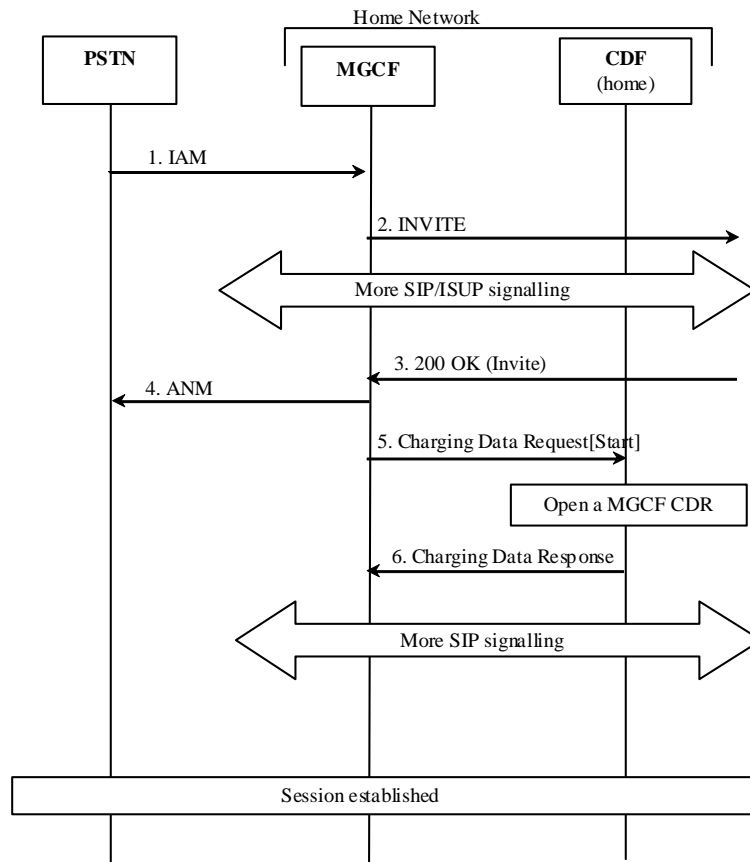 Home Network
PSTN
MGCF
CDF
(home)
1. IAM
2. INVITE
More SIP/ISUP signalling
3. 200 OK (Invite)
4. ANM
5. Charging Data Request[Start]
Open a MGCF CDR
6. Charging Data Response
More SIP signalling
Session established